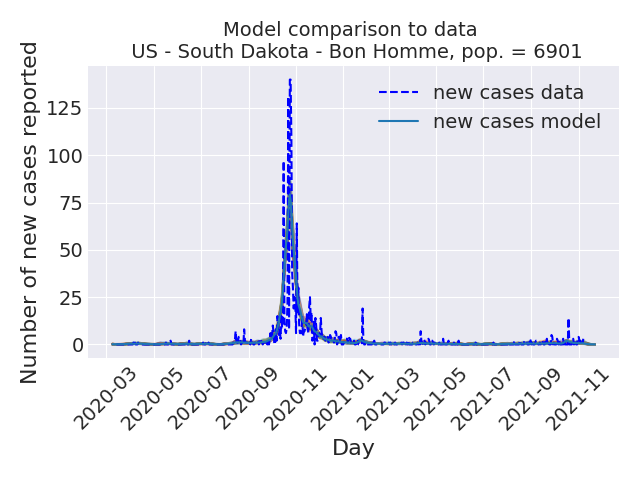 Model comparison to data
US - South Dakota - Bon Homme, pop. = 6901
Number of new cases reported
125
100
75
50
25
0
new cases data
new cases model
2020-03
2020-05
2020-07
2020-09
2020-11
2021-01
2021-03
2021-05
2021-07
2021-09
2021-11
Day